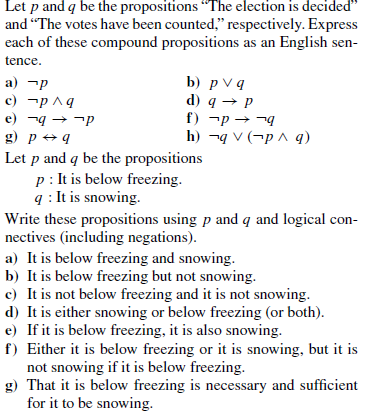 Let p and q be the propositions “The election is decided”
and “The votes have been counted,” respectively. Express
each of these compound propositions as an English sen-
tence.
a) ¬p b) p ∨ q
c) ¬p ∧ q d) q → p
e) ¬q → ¬p f) ¬p → ¬q
g) p ↔ q h) ¬q ∨ (¬p ∧ q)
Let p and q be the propositions
p : It is below freezing.
q : It is snowing.
Write these propositions using p and q and logical con-
nectives (including negations).
a) It is below freezing and snowing.
b) It is below freezing but not snowing.
c) It is not below freezing and it is not snowing.
d) It is either snowing or below freezing (or both).
e) If it is below freezing, it is also snowing.
f) Either it is below freezing or it is snowing, but it is
not snowing if it is below freezing.
g) That it is below freezing is necessary and sufficient
for it to be snowing.